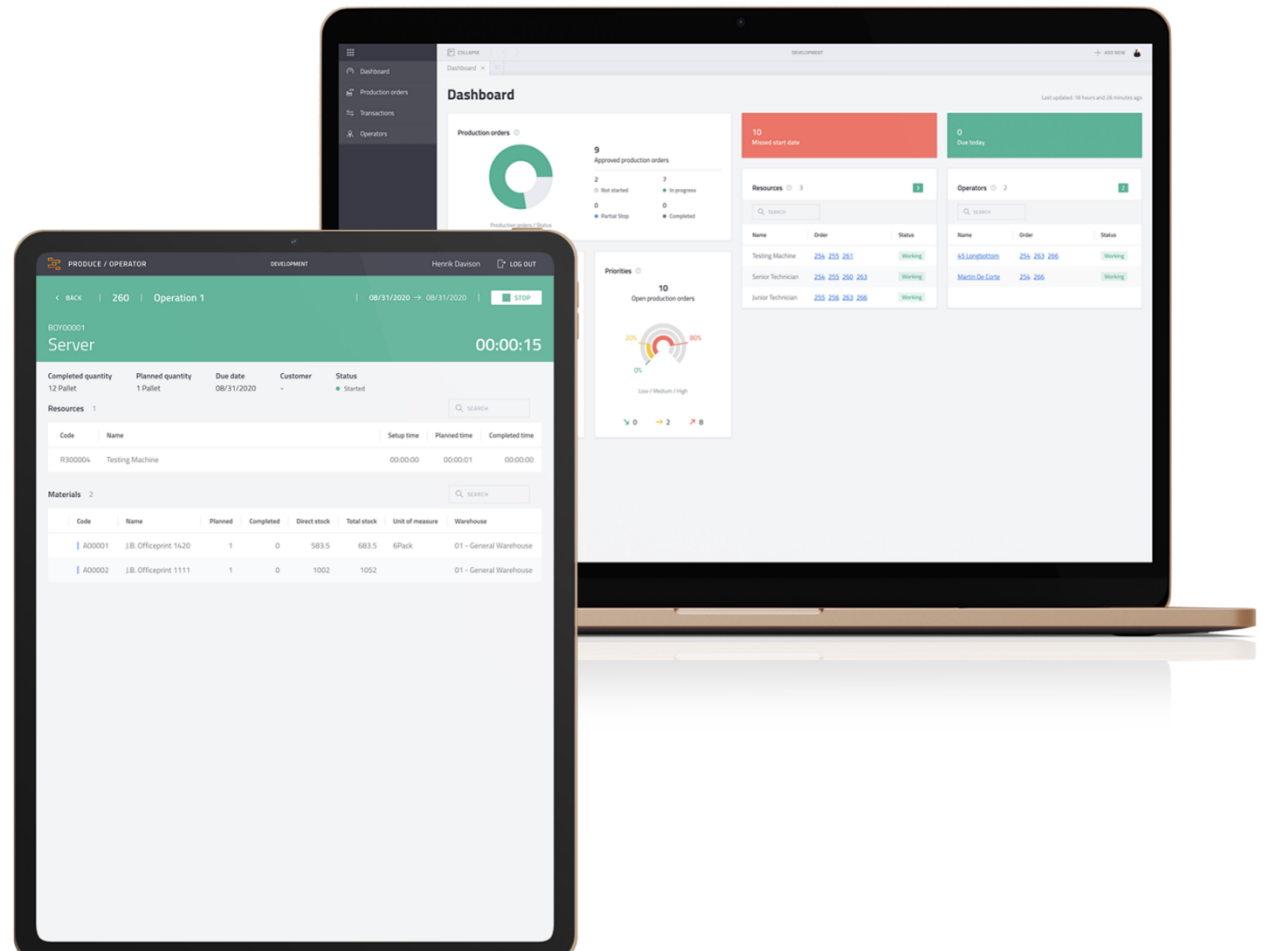 COLLAPSE
DEVELOPMENT
ADD NEW
Dashboard
Production orders
Transactions
Operators
Dashboard ×
Dashboard
Last updated: 18 hours and 26 minutes ago
Production orders
9
Approved production orders
2 7
Not started In progress
0 0
Partial Stop Completed
Production orders / Status
10
Missed start date
0
Due today
Resources 3 3
SEARCH
Name Order Status
Testing Machine 254 255 261 Working
Senior Technician 254 255 260 263 Working
Junior Technician 255 256 263 266 Working
Operators 2 2
SEARCH
Name Order Status
45 Longbottom 254 263 266 Working
Martin De Corte 254 266 Working
Priorities
10
Open production orders
20% 80%
0%
Low / Medium / High
0 2 8
PRODUCE / OPERATOR DEVELOPMENT Henrik Davison LOG OUT
< BACK | 260 | Operation 1 | 08/31/2020 → 08/31/2020 | STOP
BOY00001
Server 00:00:15
Completed quantity Planned quantity Due date Customer Status
12 Pallet 1 Pallet 08/31/2020 - Started
Resources 1 SEARCH
Code Name Setup time Planned time Completed time
R300004 Testing Machine 00:00:00 00:00:01 00:00:00
Materials 2 SEARCH
Code Name Planned Completed Direct stock Total stock Unit of measure Warehouse
A00001 J.B. Officeprint 1420 1 0 583.5 683.5 6Pack 01 - General Warehouse
A00002 J.B. Officeprint 1111 1 0 1002 1052 01 - General Warehouse